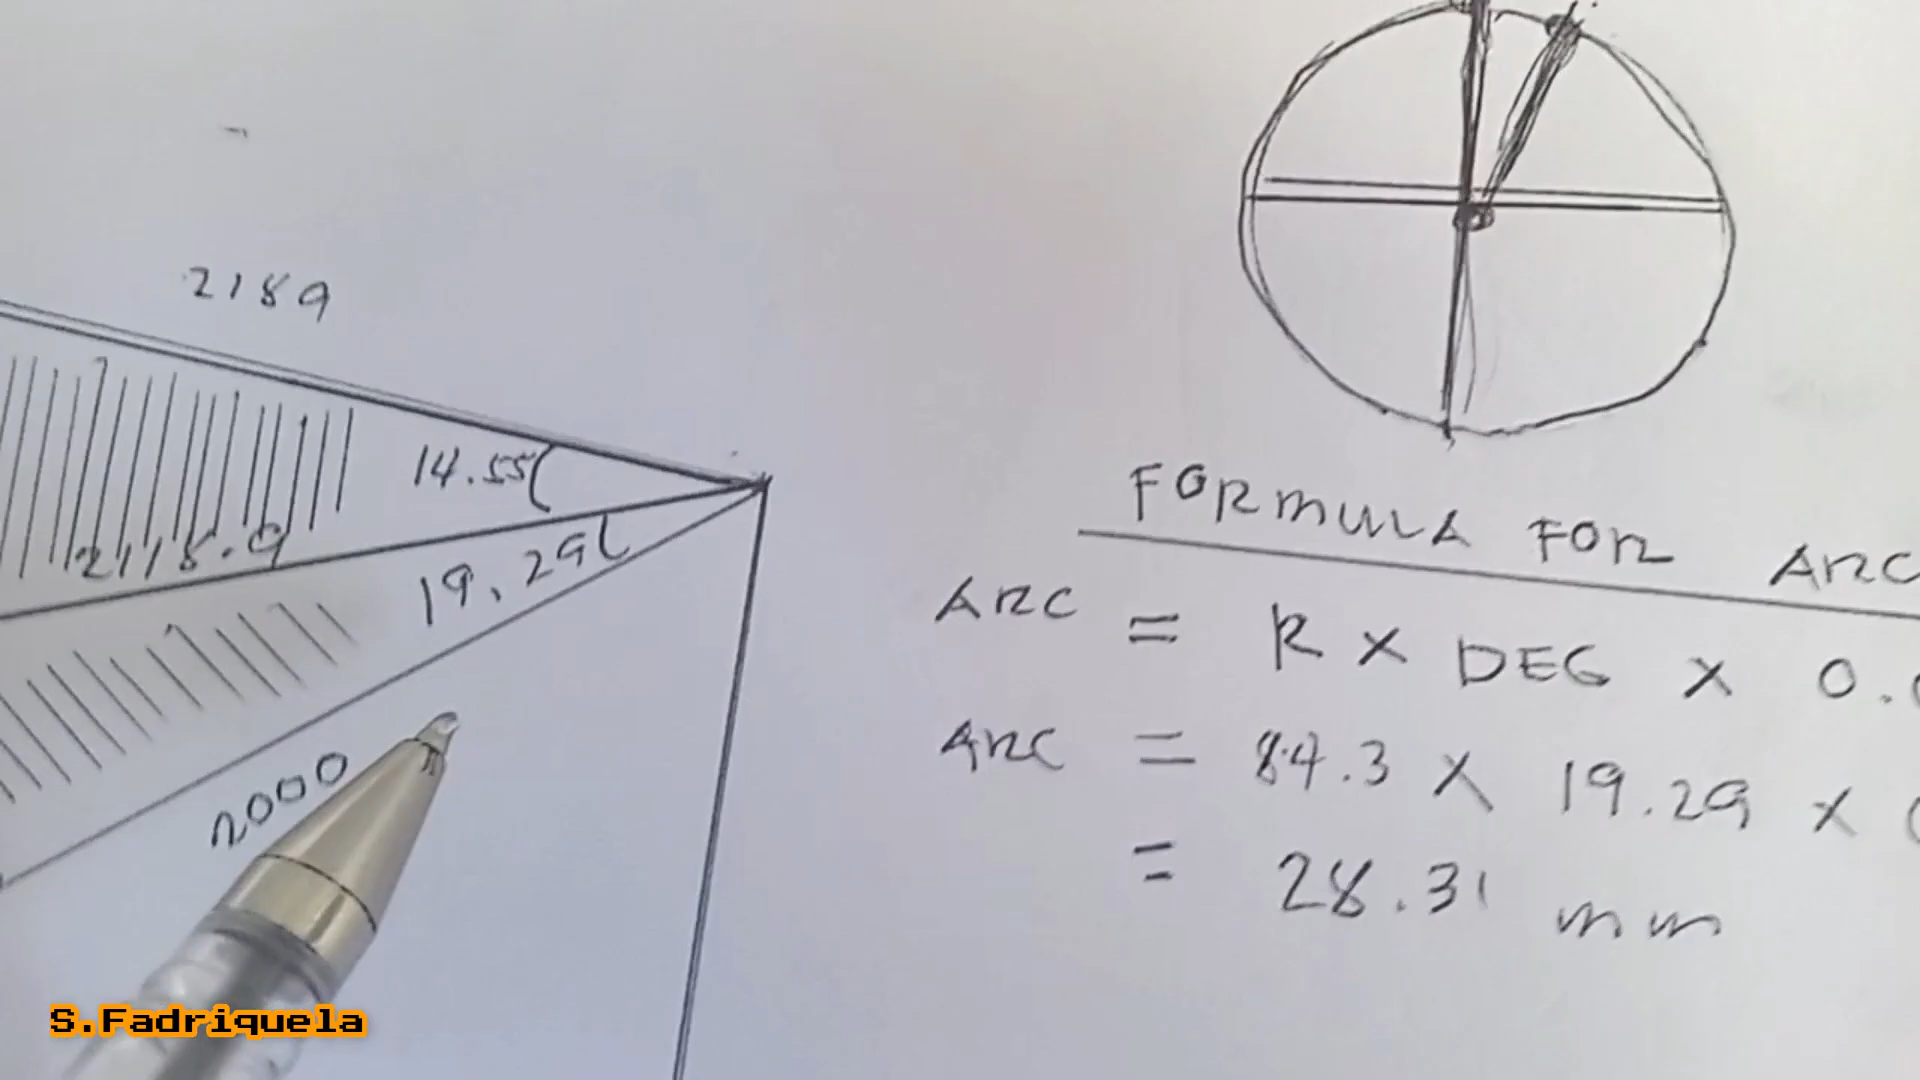 2189
14.55
2118.9
19.29
2000
FORMULA FOR ARC
ARC = R X DEG X 0.
ARC = 84.3 X 19.29 X
= 28.31 mm
S.Fadriquela